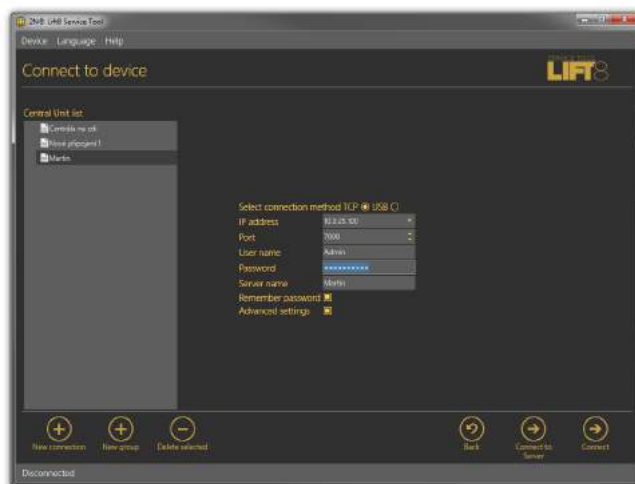 2N® Lift8 Service Tool
Device Language Help
Connect to device
LIFT8
Central Unit list
Centrála na zdi
Nové připojení 1
Martin
Select connection method TCP USB
IP address 10.0.25.100
Port 7000
User name Admin
Password ••••••••••
Server name Martin
Remember password
Advanced settings
New connection New group Delete selected Back Connect to Server Connect
Disconnected